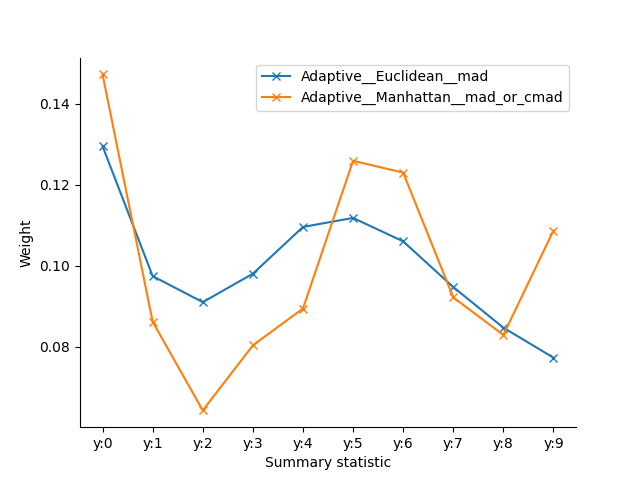 Adaptive__Euclidean__mad
Adaptive__Manhattan__mad_or_cmad
0.14
0.12
0.10
0.08
Weight
y:0 y:1 y:2 y:3 y:4 y:5 y:6 y:7 y:8 y:9
Summary statistic